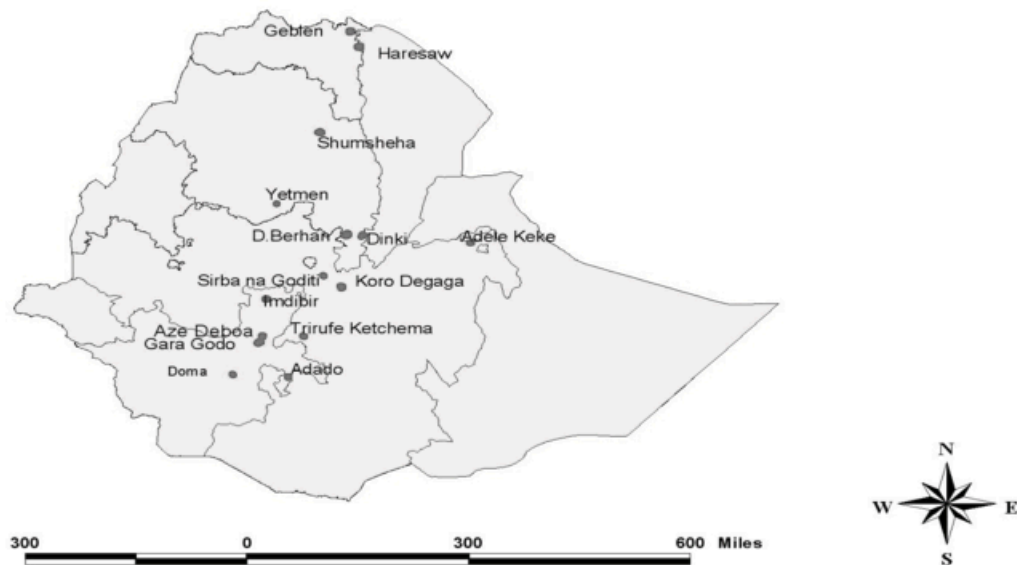 Geblen
Haresaw
Shumsheha
Yetmen
D.Berhan
Dinki
Adele Keke
Sirba na Goditi
Koro Degaga
Imdibir
Aze Deboa
Trirufe Ketchema
Gara Godo
Doma
Adado
N
W
E
S
300 0 300 600 Miles